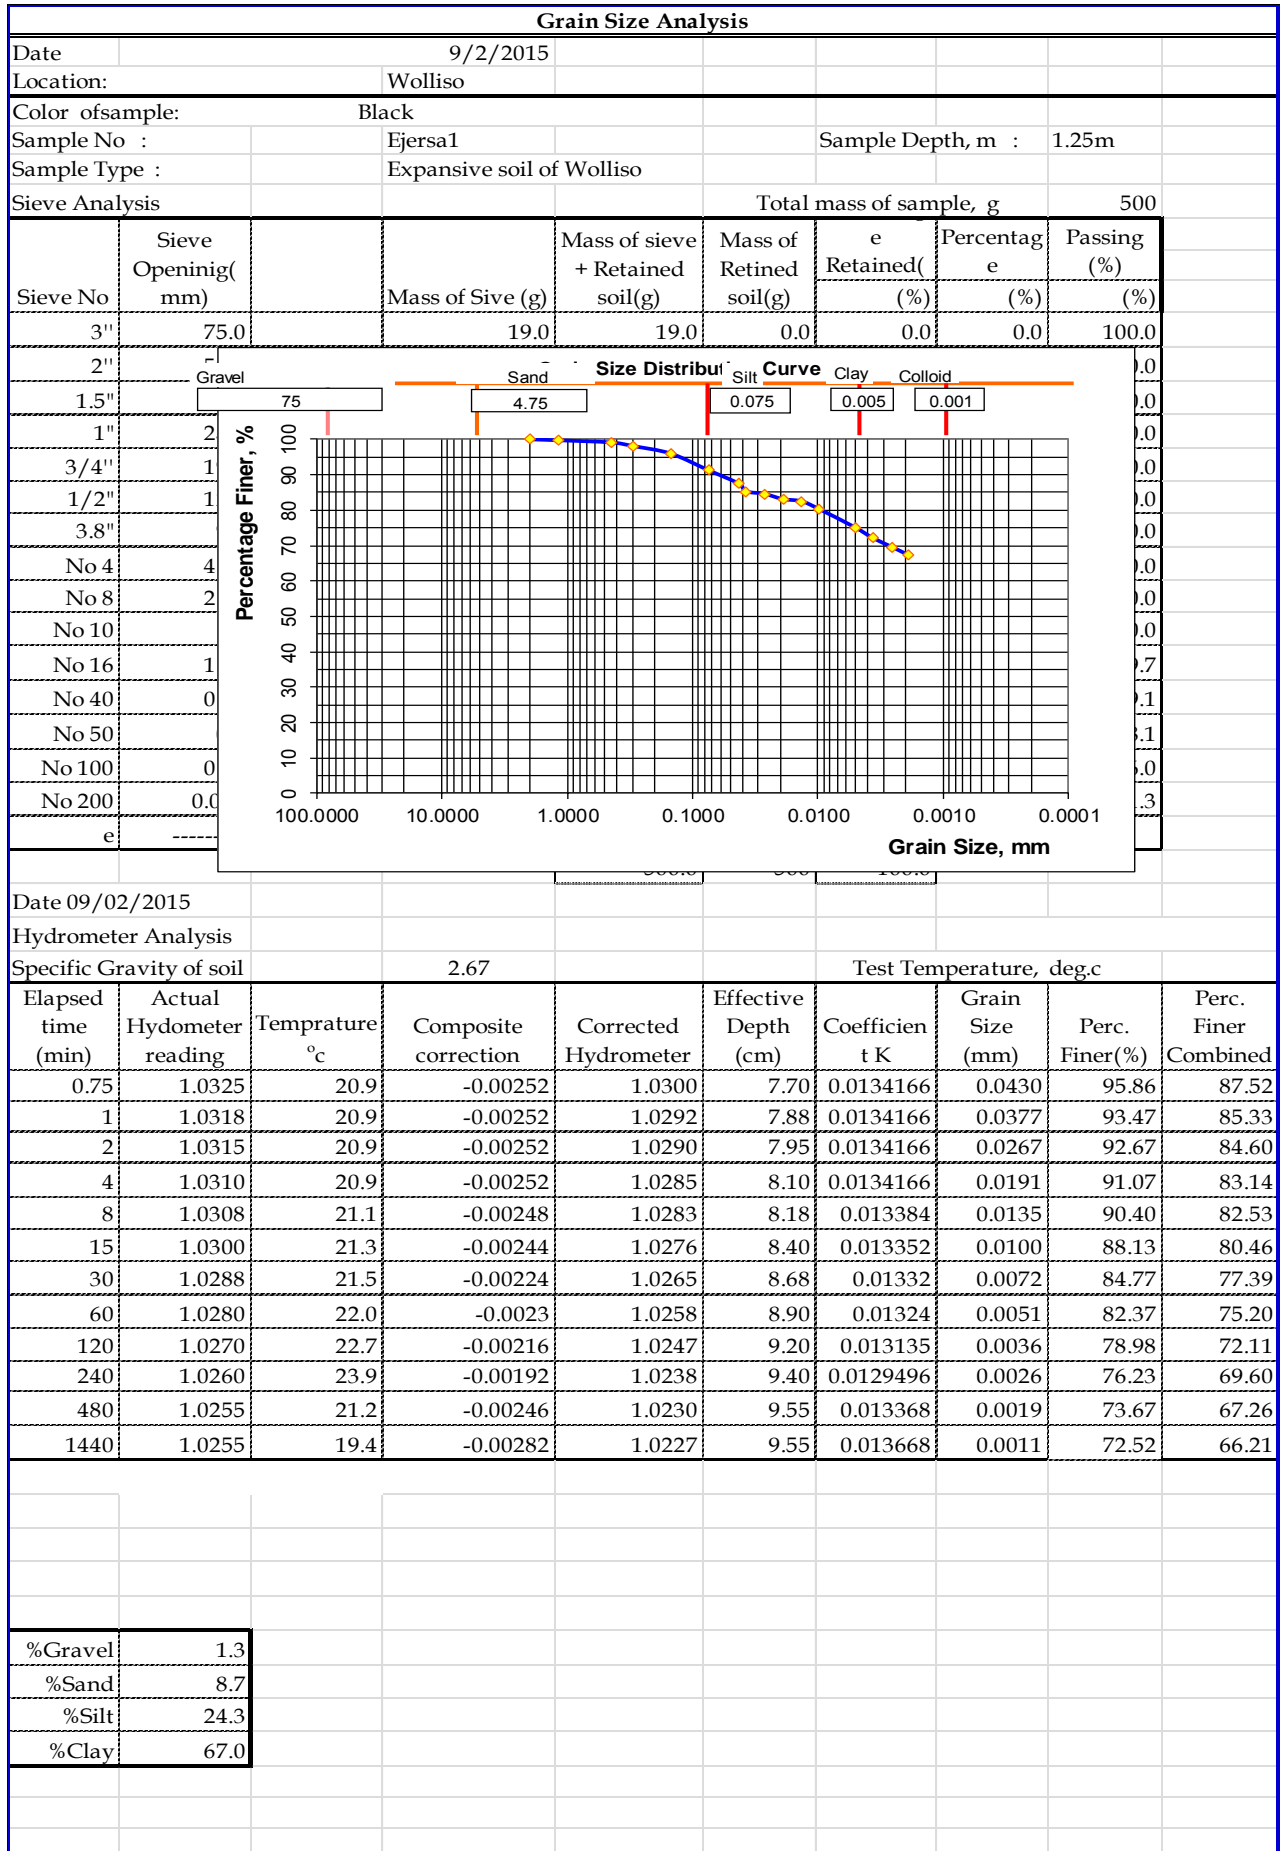 Grain Size Analysis
Date 9/2/2015
Location: Wolliso
Color ofsample: Black
Sample No : Ejersa1 Sample Depth, m : 1.25m
Sample Type : Expansive soil of Wolliso
Sieve Analysis Total mass of sample, g 500
Sieve No Sieve Openinig( mm) Mass of Sive (g) Mass of sieve + Retained soil(g) Mass of Retined soil(g) e Retained( (%) Percentag e (%) Passing (%) (%)
3'' 75.0 19.0 19.0 0.0 0.0 0.0 100.0
2"
1.5"
1"
3/4"
1/2"
3.8"
No 4
No 8
No 10
No 16
No 40
No 50
No 100
No 200
e ------
Size Distribut Curve
Gravel Sand Silt Clay Colloid
75 4.75 0.075 0.005 0.001
Percentage Finer, %
100
90
80
70
60
50
40
30
20
10
0
100.0000 10.0000 1.0000 0.1000 0.0100 0.0010 0.0001
Grain Size, mm
Date 09/02/2015
Hydrometer Analysis
Specific Gravity of soil 2.67 Test Temperature, deg.c
Elapsed time (min) Actual Hydometer reading Temprature °c Composite correction Corrected Hydrometer Effective Depth (cm) Coefficien t K Grain Size (mm) Perc. Finer(%) Perc. Finer Combined
0.75 1.0325 20.9 -0.00252 1.0300 7.70 0.0134166 0.0430 95.86 87.52
1 1.0318 20.9 -0.00252 1.0292 7.88 0.0134166 0.0377 93.47 85.33
2 1.0315 20.9 -0.00252 1.0290 7.95 0.0134166 0.0267 92.67 84.60
4 1.0310 20.9 -0.00252 1.0285 8.10 0.0134166 0.0191 91.07 83.14
8 1.0308 21.1 -0.00248 1.0283 8.18 0.013384 0.0135 90.40 82.53
15 1.0300 21.3 -0.00244 1.0276 8.40 0.013352 0.0100 88.13 80.46
30 1.0288 21.5 -0.00224 1.0265 8.68 0.01332 0.0072 84.77 77.39
60 1.0280 22.0 -0.0023 1.0258 8.90 0.01324 0.0051 82.37 75.20
120 1.0270 22.7 -0.00216 1.0247 9.20 0.013135 0.0036 78.98 72.11
240 1.0260 23.9 -0.00192 1.0238 9.40 0.0129496 0.0026 76.23 69.60
480 1.0255 21.2 -0.00246 1.0230 9.55 0.013368 0.0019 73.67 67.26
1440 1.0255 19.4 -0.00282 1.0227 9.55 0.013668 0.0011 72.52 66.21
%Gravel 1.3
%Sand 8.7
%Silt 24.3
%Clay 67.0